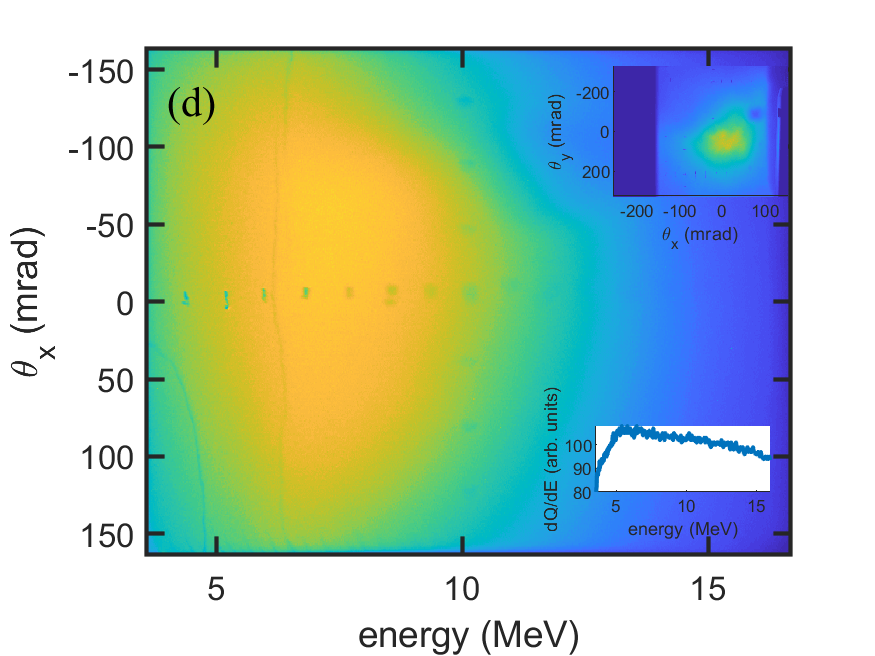 (d)
-150
-100
-50
0
50
100
150
θx (mrad)
5
10
15
energy (MeV)
-200
0
200
θy (mrad)
-200 -100 0 100
θx (mrad)
100
90
80
dQ/dE (arb. units)
5
10
15
energy (MeV)